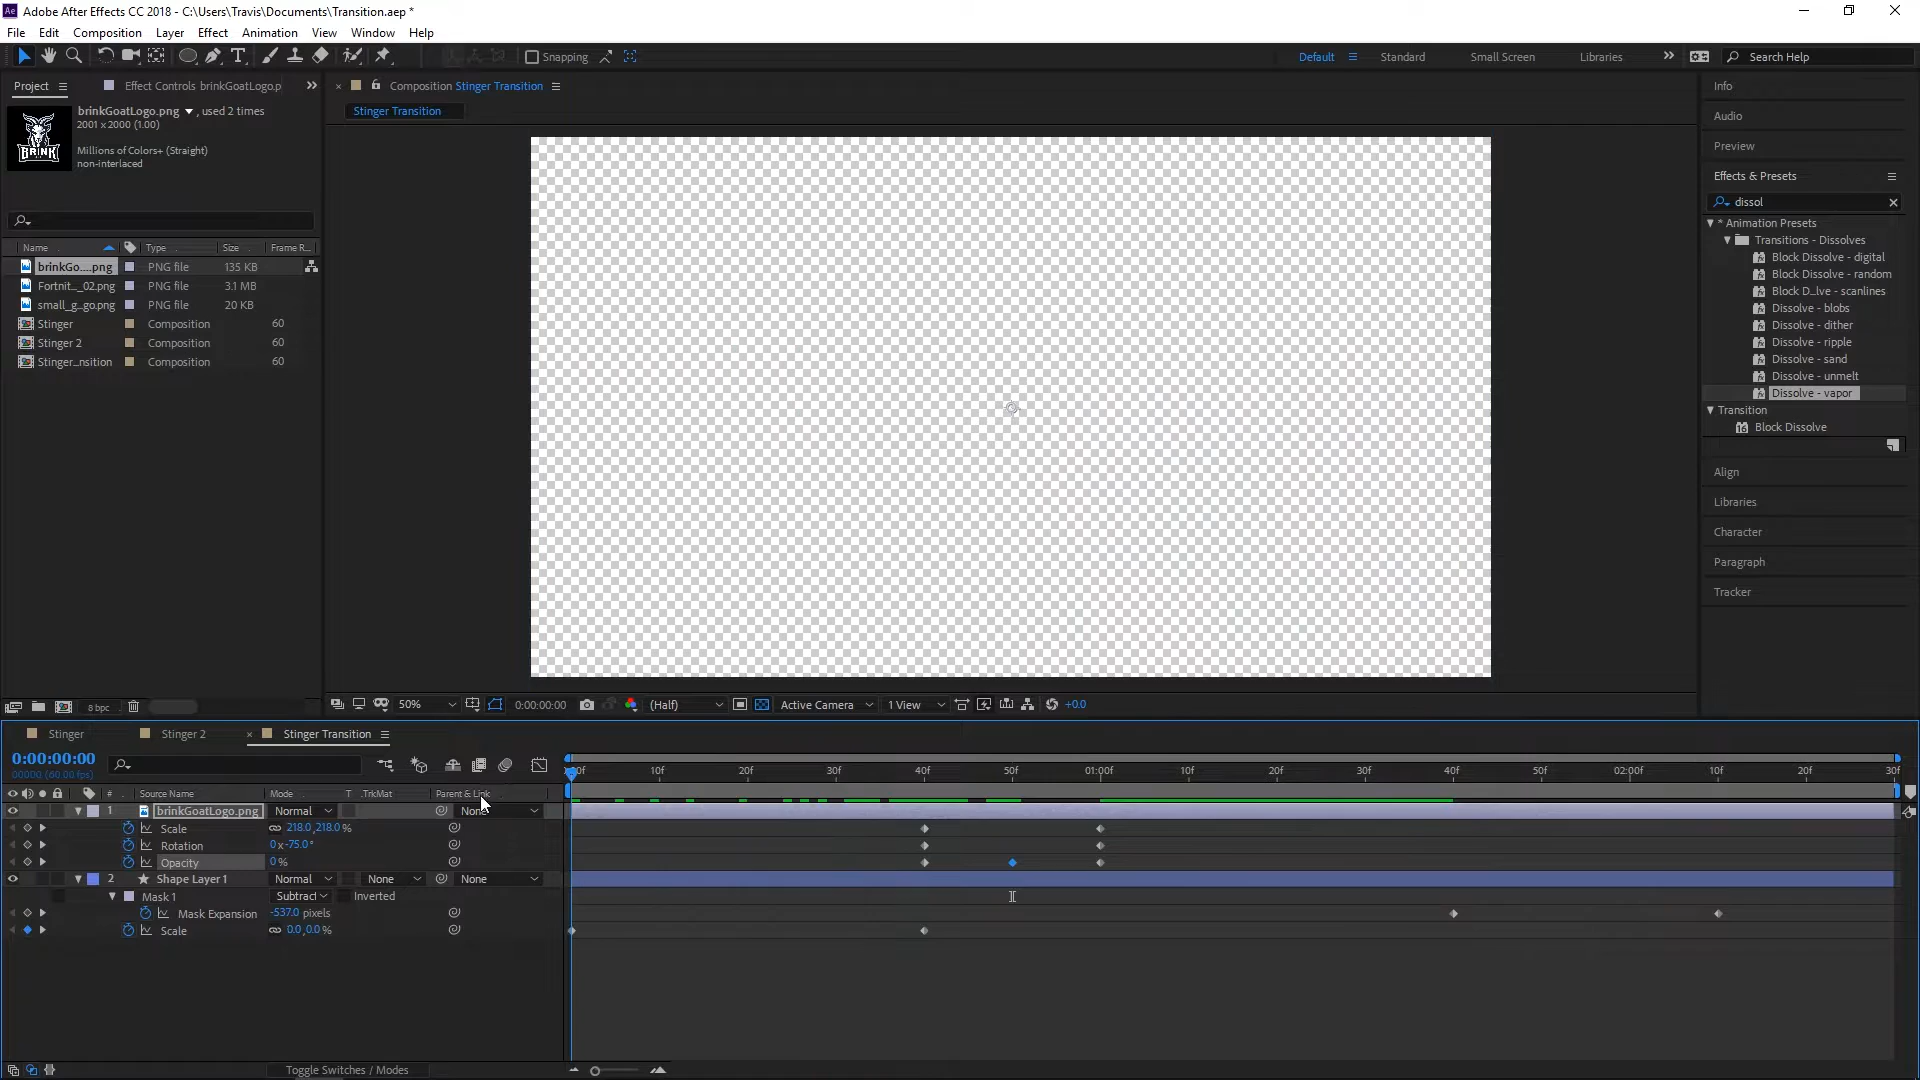 Adobe After Effects CC 2018 - C:\Users\Travis\Documents\Transition.aep *
File Edit Composition Layer Effect Animation View Window Help
Snapping
Default Standard Small Screen Libraries Search Help
Project Effect Controls brinkGoatLogo.p
Composition Stinger Transition
Stinger Transition
brinkGoatLogo.png , used 2 times
2001 x 2000 (1.00)
Millions of Colors+ (Straight)
non-interlaced
BRINK
Name Type Size Frame R...
brinkGo....png PNG file 135 KB
Fortnit..._02.png PNG file 3.1 MB
small_g...go.png PNG file 20 KB
Stinger Composition 60
Stinger 2 Composition 60
Stinger...nsition Composition 60
8 bpc
50% 0:00:00:00 (Half) Active Camera 1 View +0.0
Info
Audio
Preview
Effects & Presets
dissol
* Animation Presets
Transitions - Dissolves
Block Dissolve - digital
Block Dissolve - random
Block D...lve - scanlines
Dissolve - blobs
Dissolve - dither
Dissolve - ripple
Dissolve - sand
Dissolve - unmelt
Dissolve - vapor
Transition
Block Dissolve
Align
Libraries
Character
Paragraph
Tracker
Stinger Stinger 2 Stinger Transition
0:00:00:00
00000 (60.00 fps)
10f 20f 30f 40f 50f 01:00f 10f 20f 30f 40f 50f 02:00f 10f 20f 30f
# Source Name Mode T .TrkMat Parent & Link
1 brinkGoatLogo.png Normal None
Scale 218.0,218.0 %
Rotation 0 x-75.0 °
Opacity 0 %
2 Shape Layer 1 Normal None None
Mask 1 Subtract Inverted
Mask Expansion -537.0 pixels
Scale 0.0,0.0 %
Toggle Switches / Modes